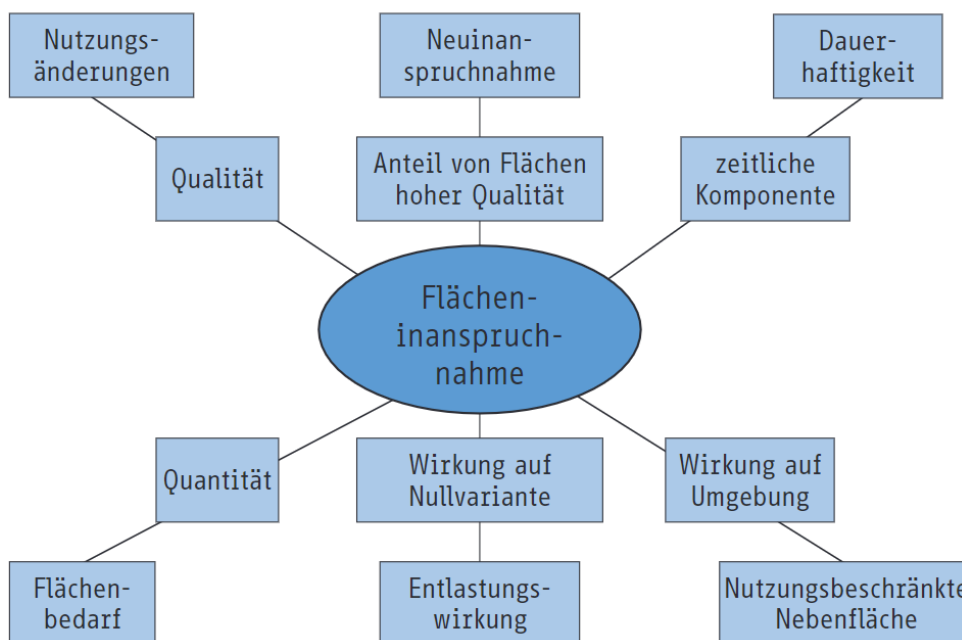 Nutzungs-
änderungen
Neuinan-
spruchnahme
Dauer-
haftigkeit
Qualität
Anteil von Flächen
hoher Qualität
zeitliche
Komponente
Flächen-
inanspruch-
nahme
Quantität
Wirkung auf
Nullvariante
Wirkung auf
Umgebung
Flächen-
bedarf
Entlastungs-
wirkung
Nutzungsbeschränkte
Nebenfläche